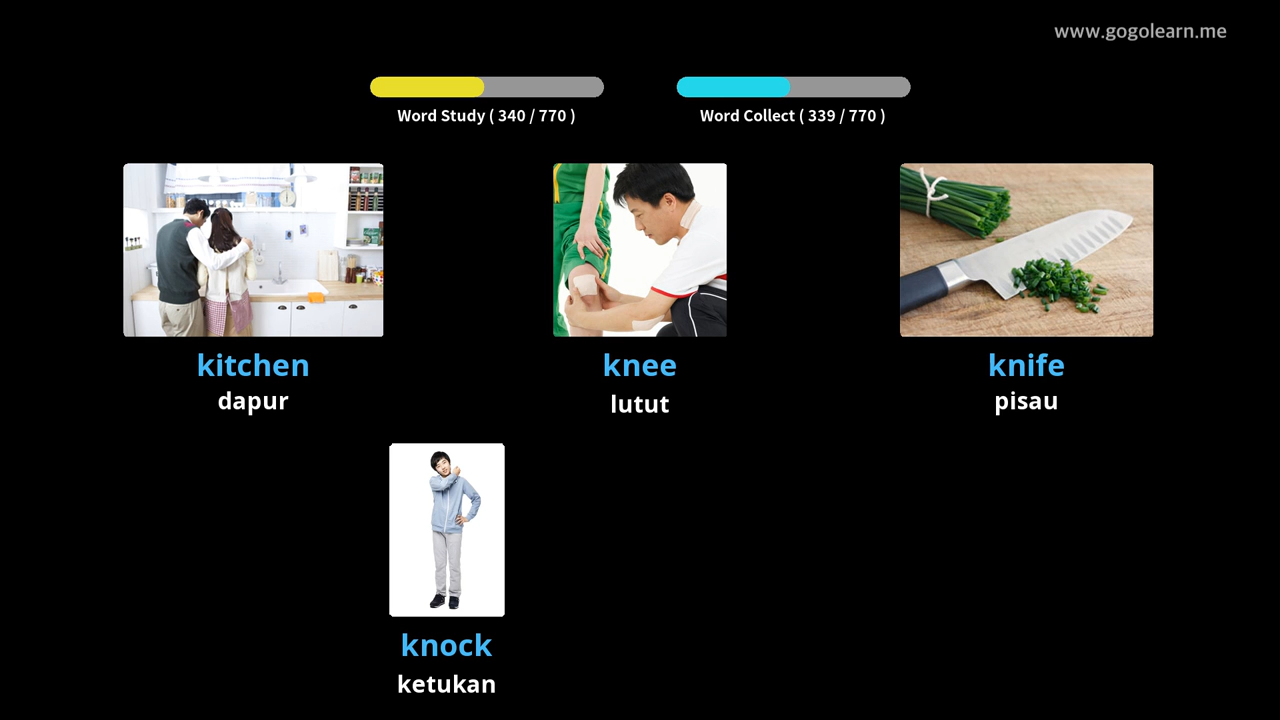 www.gogolearn.me
Word Study ( 340 / 770 )
Word Collect ( 339 / 770 )
kitchen
dapur
knee
lutut
knife
pisau
knock
ketukan